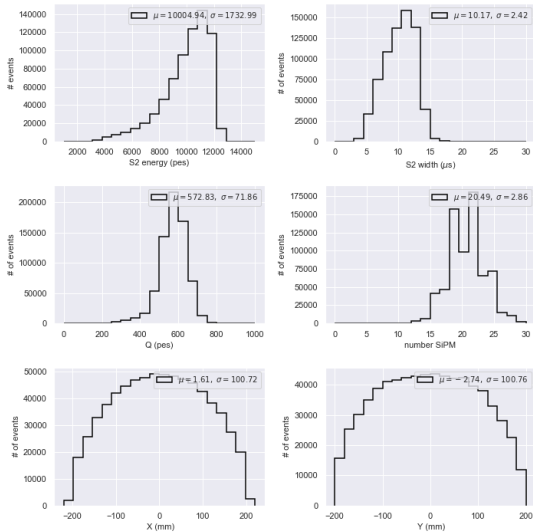 μ=10004.94, σ=1732.99
140000
120000
100000
80000
60000
40000
20000
0
# events
2000 4000 6000 8000 10000 12000 14000
S2 energy (pes)
μ=10.17, σ=2.42
150000
125000
100000
75000
50000
25000
0
# of events
0 5 10 15 20 25 30
S2 width (μs)
μ=572.83, σ=71.86
200000
150000
100000
50000
0
# of events
0 200 400 600 800 1000
Q (pes)
μ=20.49, σ=2.86
175000
150000
125000
100000
75000
50000
25000
0
# of events
0 5 10 15 20 25 30
number SiPM
μ=1.61, σ=100.72
50000
40000
30000
20000
10000
0
# of events
−200 −100 0 100 200
X (mm)
μ=−2.74, σ=100.76
40000
30000
20000
10000
0
# of events
−200 −100 0 100 200
Y (mm)